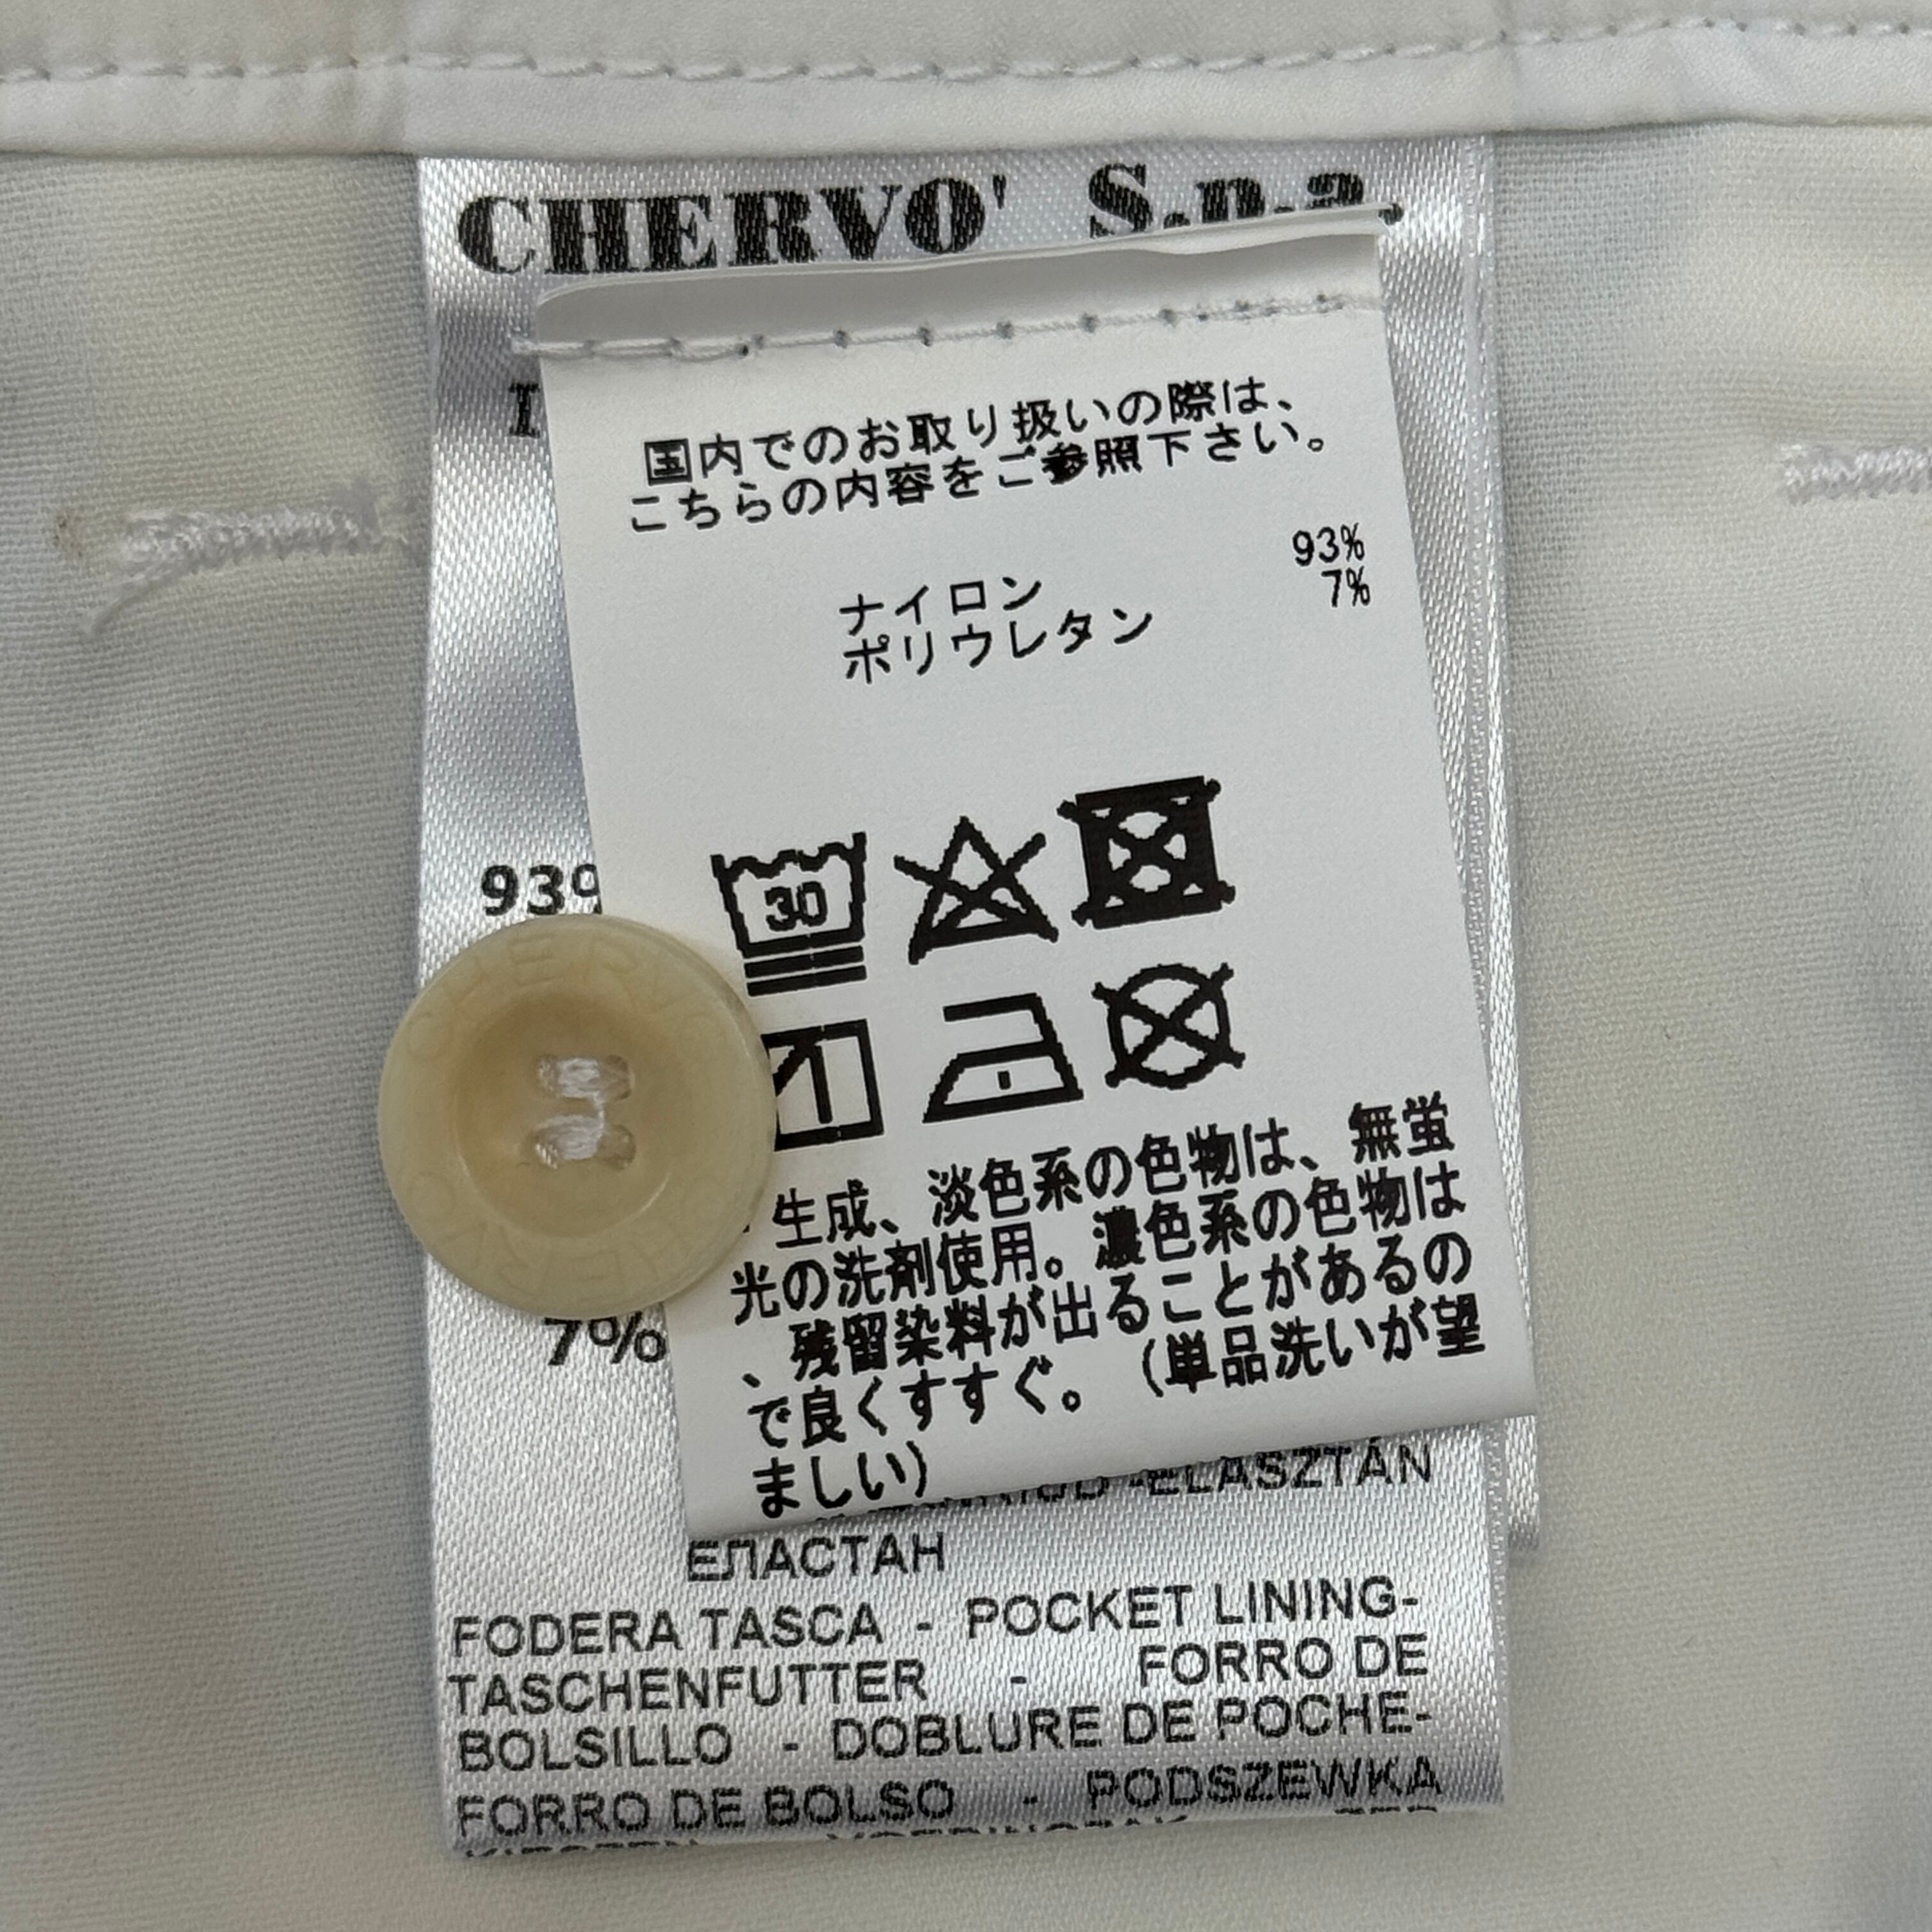 CHERVO' S.p.a.
国内でのお取り扱いの際は、
こちらの内容をご参照下さい。
93%
ナイロン
7%
ポリウレタン
30
939
生成、淡色系の色物は、無蛍
光の洗剤使用。濃色系の色物は
、残留染料が出ることがあるの
で良くすすぐ。(単品洗いが望
ましい)
7%
-ELASZTÁN
ЕЛАСТАН
FODERA TASCA - POCKET LINING-
TASCHENFUTTER - FORRO DE
BOLSILLO - DOBLURE DE POCHE-
FORRO DE BOLSO - PODSZEWKA